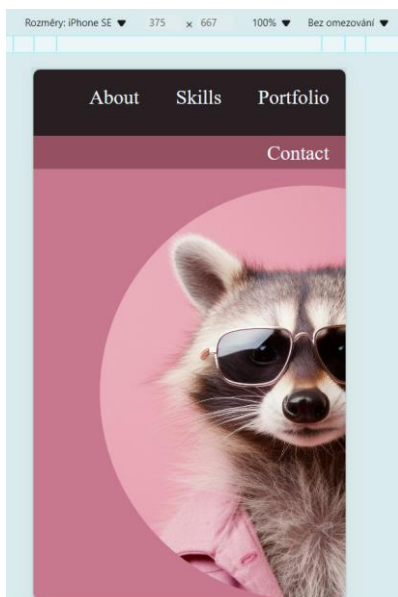 Rozměry: iPhone SE ▼ 375 x 667 100% ▼ Bez omezování ▼
About Skills Portfolio
Contact